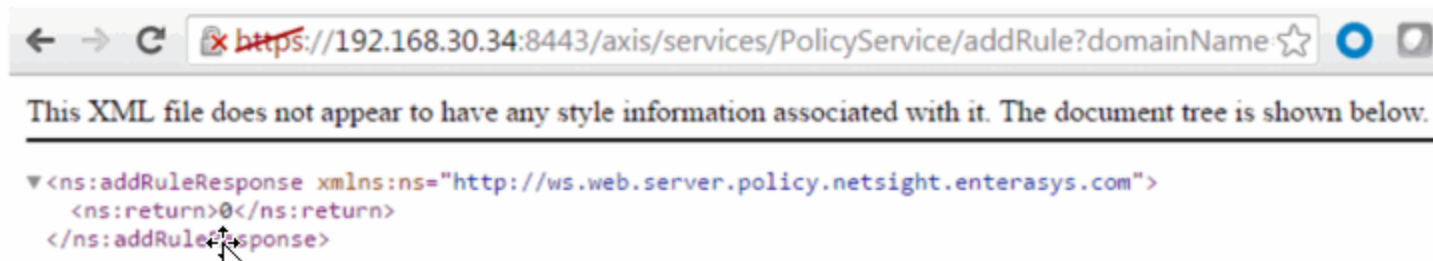 https://192.168.30.34:8443/axis/services/PolicyService/addRule?domainName
This XML file does not appear to have any style information associated with it. The document tree is shown below.
▼<ns:addRuleResponse xmlns:ns="http://ws.web.server.policy.netsight.enterasys.com">
<ns:return>0</ns:return>
</ns:addRuleResponse>